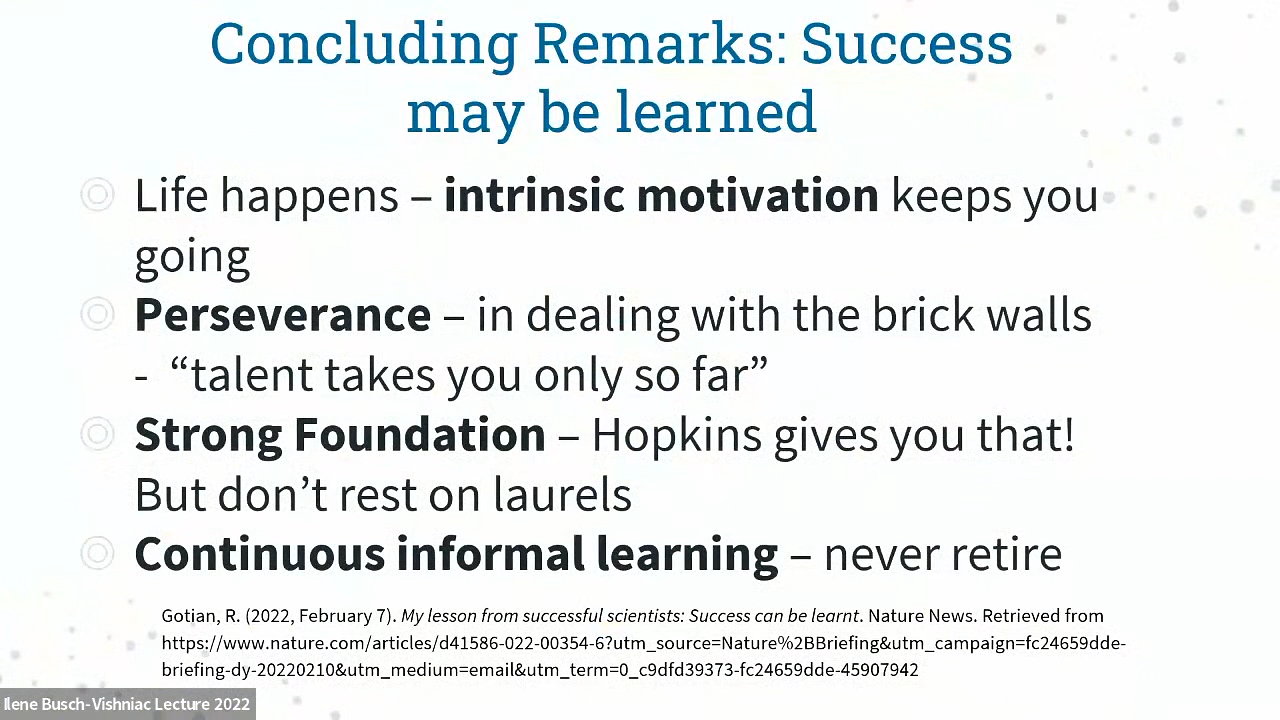 Concluding Remarks: Success
may be learned
Life happens – intrinsic motivation keeps you
going
Perseverance – in dealing with the brick walls
- “talent takes you only so far”
Strong Foundation – Hopkins gives you that!
But don’t rest on laurels
Continuous informal learning – never retire
Gotian, R. (2022, February 7). My lesson from successful scientists: Success can be learnt. Nature News. Retrieved from
https://www.nature.com/articles/d41586-022-00354-6?utm_source=Nature%2BBriefing&utm_campaign=fc24659dde-
briefing-dy-20220210&utm_medium=email&utm_term=0_c9dfd39373-fc24659dde-45907942
Ilene Busch-Vishniac Lecture 2022